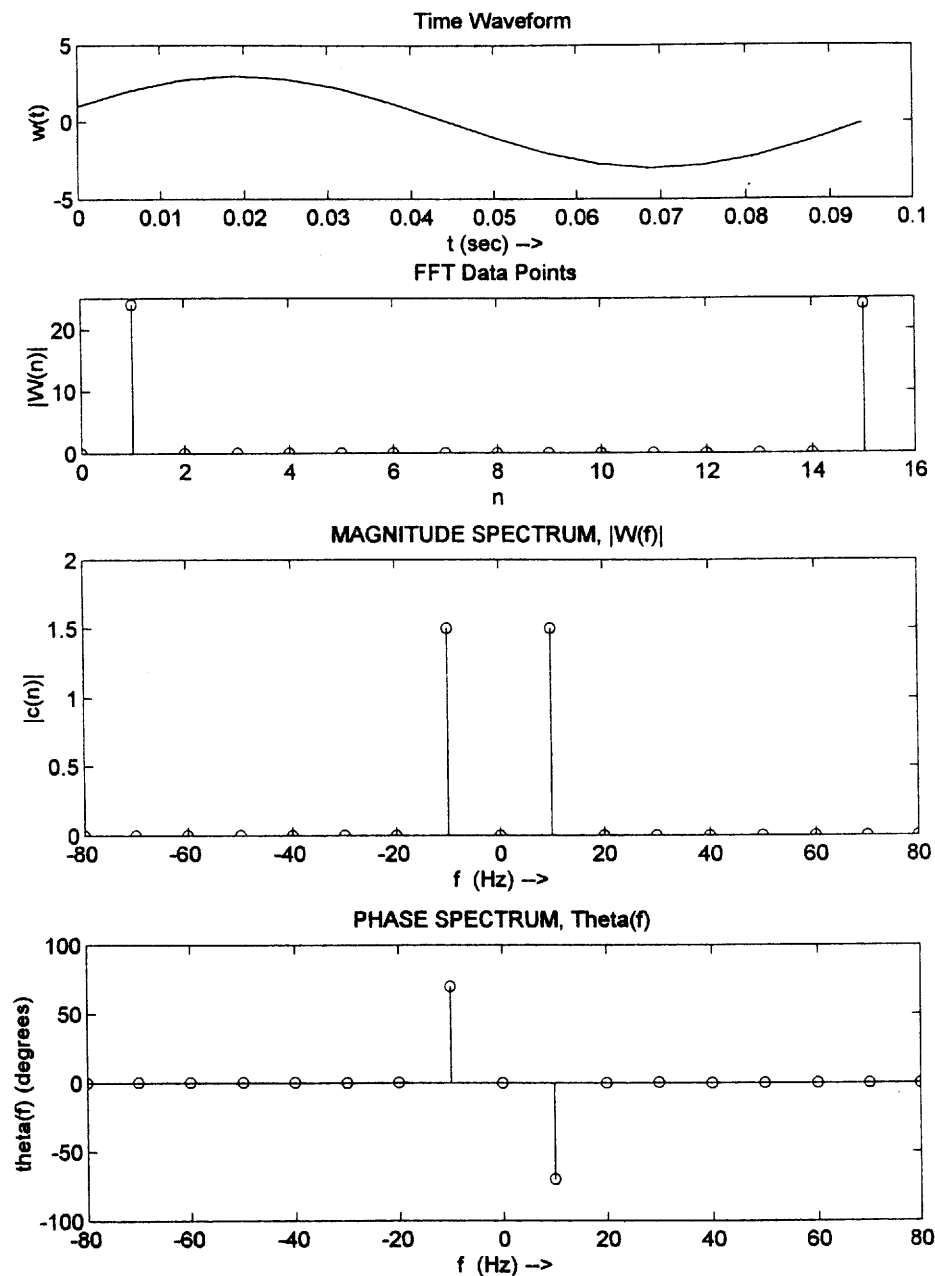 Time Waveform
5
0
-5
w(t)
0 0.01 0.02 0.03 0.04 0.05 0.06 0.07 0.08 0.09 0.1
t (sec) -->
FFT Data Points
20
10
0
|W(n)|
0 2 4 6 8 10 12 14 16
n
MAGNITUDE SPECTRUM, |W(f)|
2
1.5
1
0.5
0
|c(n)|
-80 -60 -40 -20 0 20 40 60 80
f (Hz) -->
PHASE SPECTRUM, Theta(f)
100
50
0
-50
-100
theta(f) (degrees)
-80 -60 -40 -20 0 20 40 60 80
f (Hz) -->